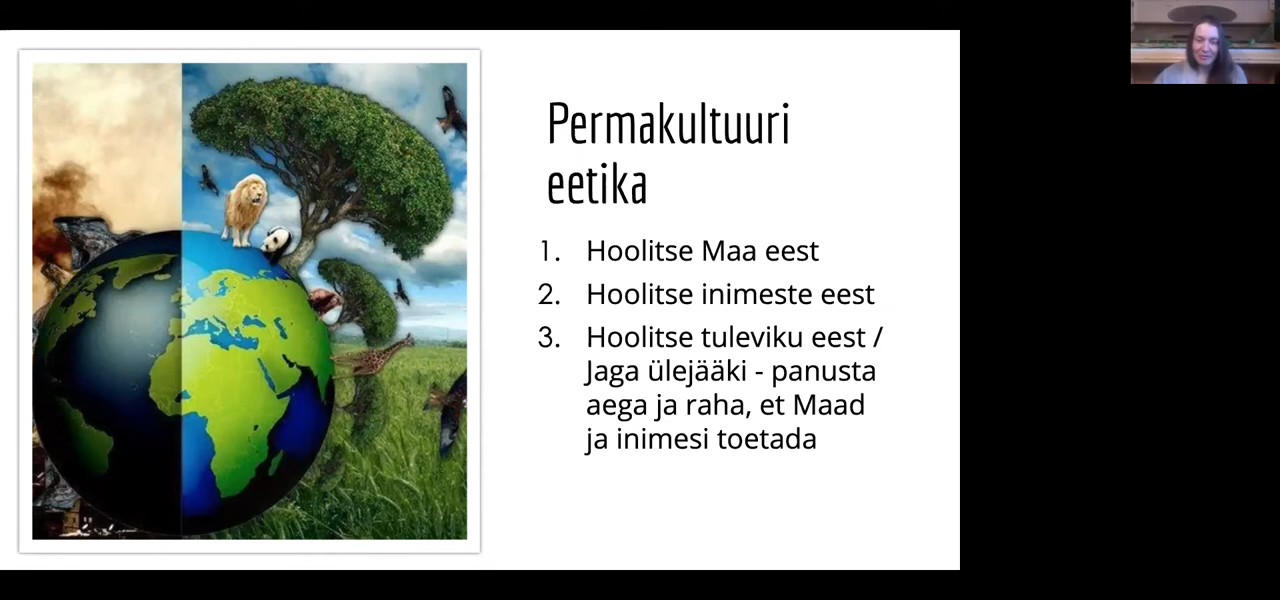 Permakultuuri
eetika
1. Hoolitse Maa eest
2. Hoolitse inimeste eest
3. Hoolitse tuleviku eest /
Jaga ülejääki - panusta
aega ja raha, et Maad
ja inimesi toetada